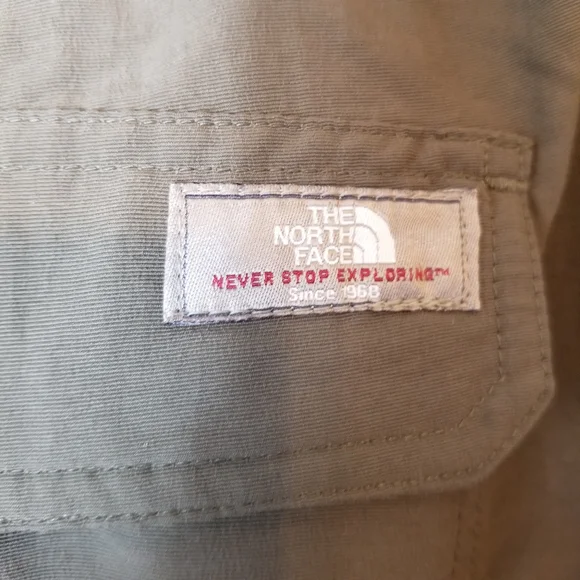 THE
NORTH
FACE
NEVER STOP EXPLORING™
Since 1968